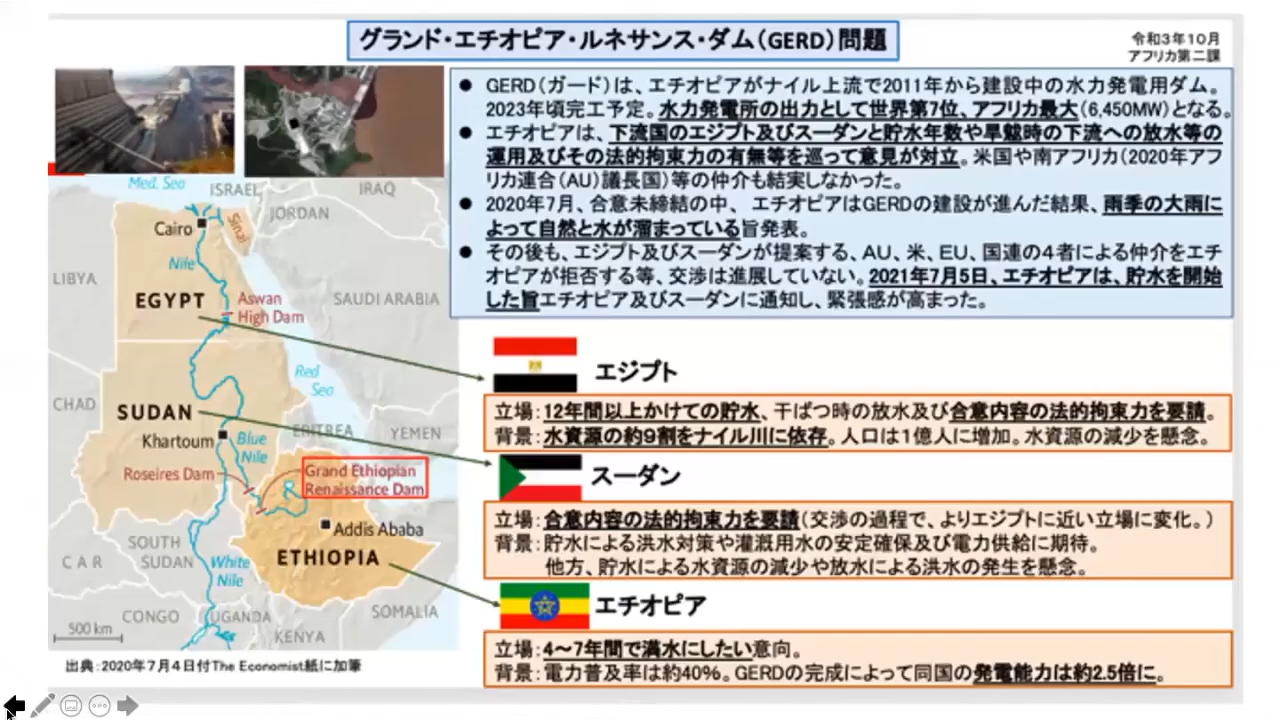 グランド・エチオピア・ルネサンス・ダム(GERD)問題
令和3年10月
アフリカ第二課
● GERD(ガード)は、エチオピアがナイル上流で2011年から建設中の水力発電用ダム。
2023年頃完工予定。水力発電所の出力として世界第7位、アフリカ最大(6,450MW)となる。
● エチオピアは、下流国のエジプト及びスーダンと貯水年数や旱魃時の下流への放水等の
運用及びその法的拘束力の有無等を巡って意見が対立。米国や南アフリカ(2020年アフ
リカ連合(AU)議長国)等の仲介も結実しなかった。
● 2020年7月、合意未締結の中、 エチオピアはGERDの建設が進んだ結果、雨季の大雨に
よって自然と水が溜まっている旨発表。
● その後も、エジプト及びスーダンが提案する、AU、米、EU、国連の4者による仲介をエチ
オピアが拒否する等、交渉は進展していない。2021年7月5日、エチオピアは、貯水を開始
した旨エチオピア及びスーダンに通知し、緊張感が高まった。
Med. Sea
ISRAEL
IRAQ
JORDAN
Cairo
Sinai
Nile
LIBYA
EGYPT
Aswan
High Dam
SAUDI ARABIA
Red
Sea
CHAD
SUDAN
Khartoum
Blue
Nile
ERITREA
YEMEN
Roseires Dam
Grand Ethiopian
Renaissance Dam
Addis Ababa
ETHIOPIA
SOUTH
SUDAN
CAR
White
Nile
CONGO
UGANDA
SOMALIA
KENYA
500 km
出典:2020年7月4日付The Economist紙に加筆
エジプト
立場:12年間以上かけての貯水、干ばつ時の放水及び合意内容の法的拘束力を要請。
背景:水資源の約9割をナイル川に依存。人口は1億人に増加。水資源の減少を懸念。
スーダン
立場:合意内容の法的拘束力を要請(交渉の過程で、よりエジプトに近い立場に変化。)
背景:貯水による洪水対策や灌漑用水の安定確保及び電力供給に期待。
他方、貯水による水資源の減少や放水による洪水の発生を懸念。
エチオピア
立場:4~7年間で満水にしたい意向。
背景:電力普及率は約40%。GERDの完成によって同国の発電能力は約2.5倍に。